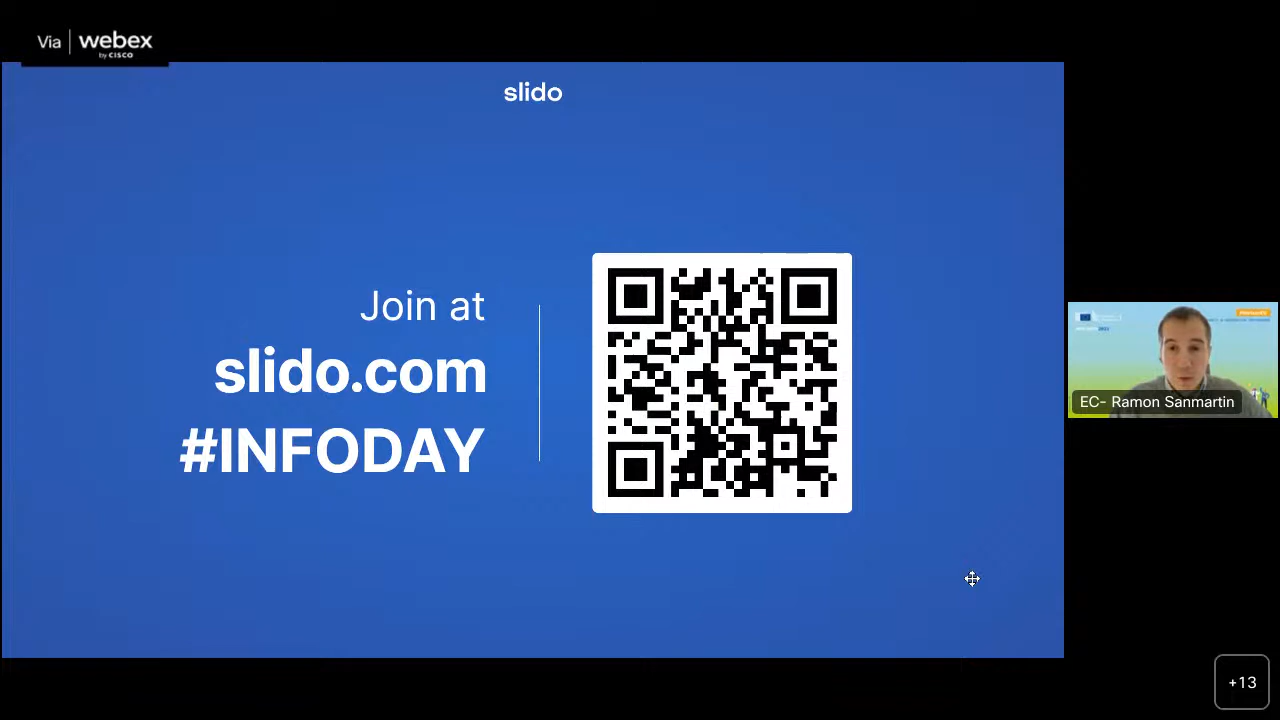 Via webex
by CISCO
slido
Join at
slido.com
#INFODAY
EC- Ramon Sanmartin
+13